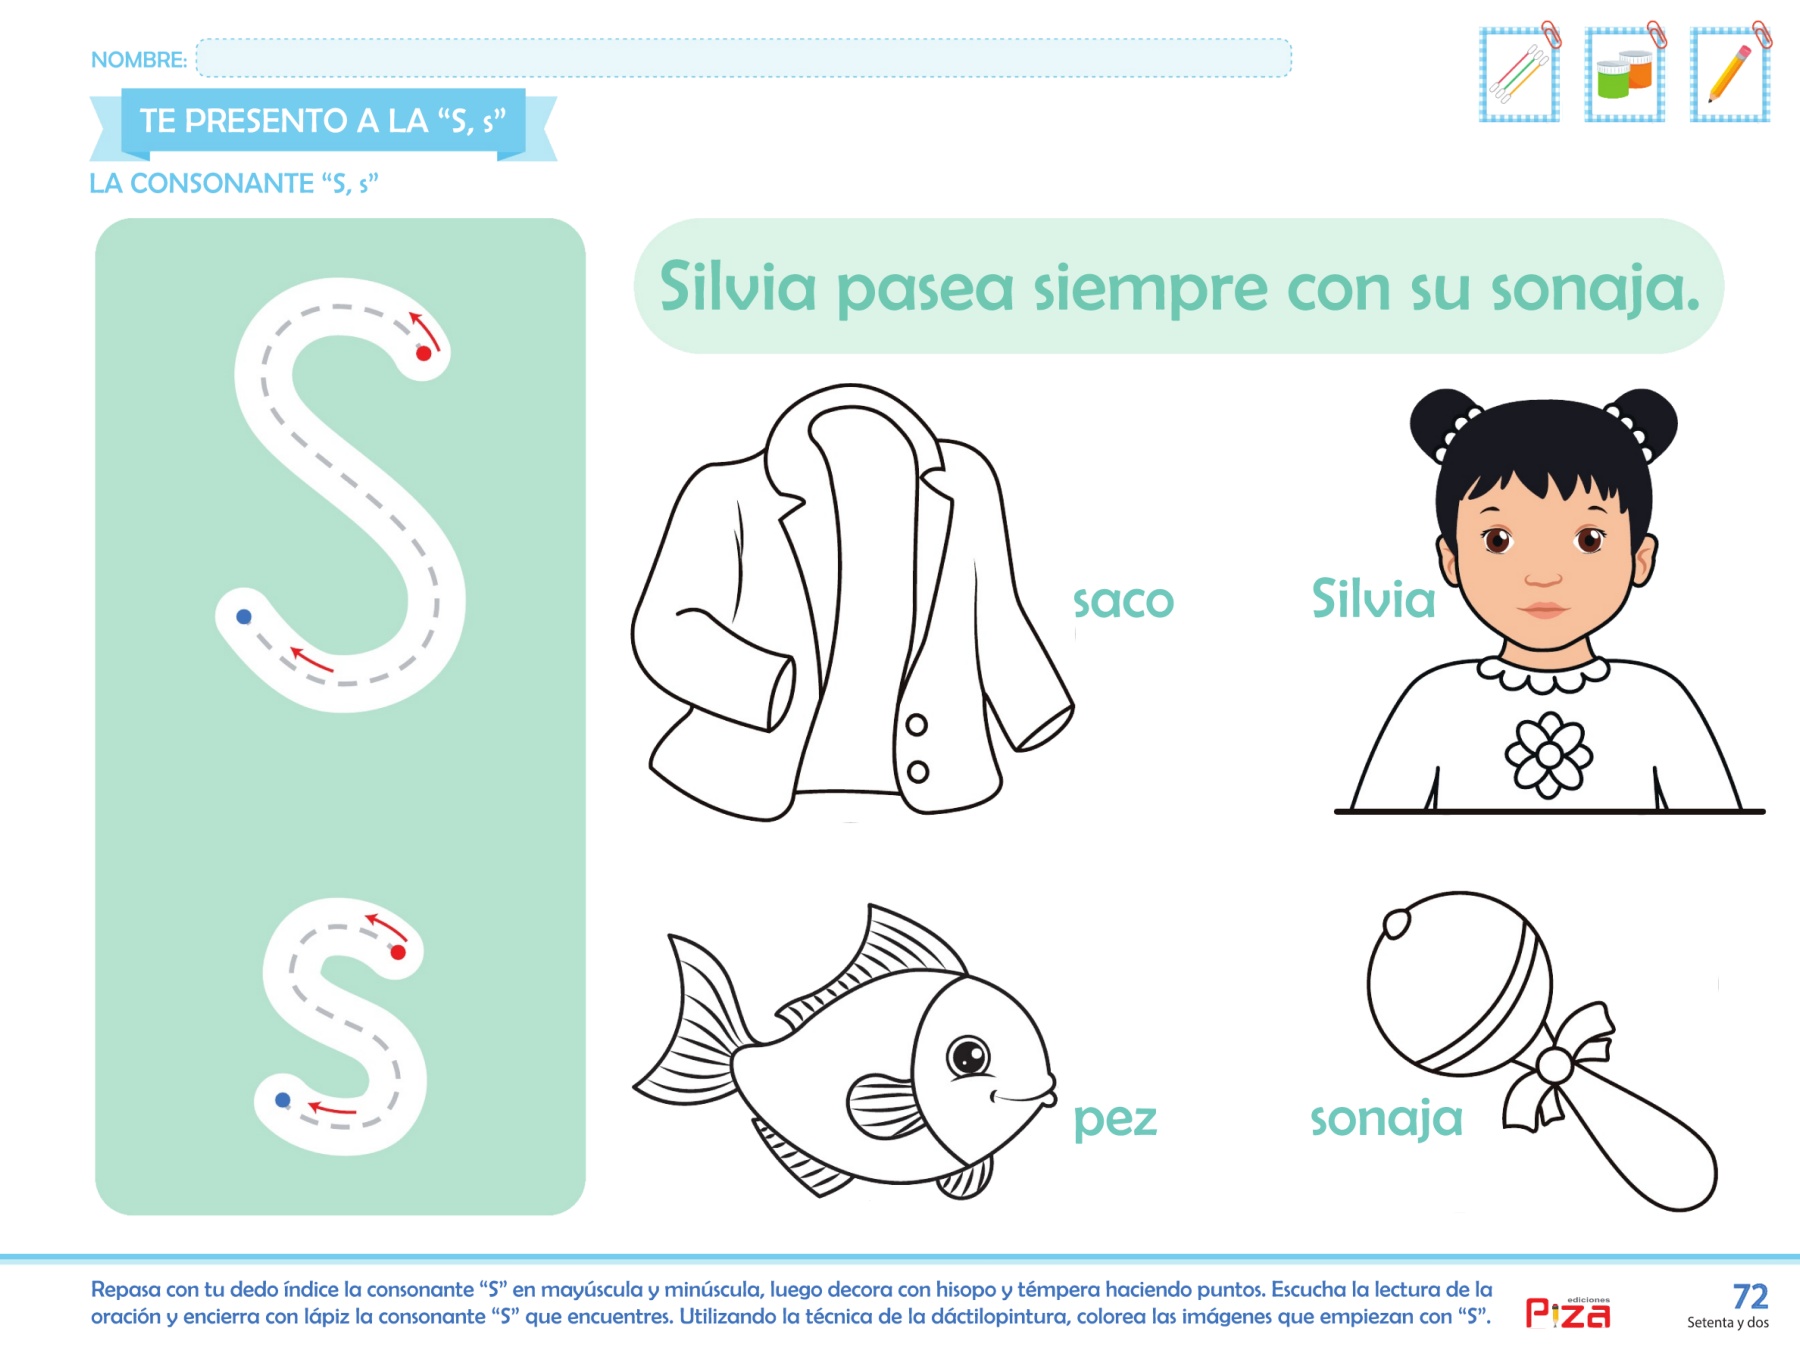 NOMBRE:
TE PRESENTO A LA “S, s”
LA CONSONANTE “S, s”
S
s
Silvia pasea siempre con su sonaja.
saco
Silvia
pez
sonaja
Repasa con tu dedo índice la consonante “S” en mayúscula y minúscula, luego decora con hisopo y témpera haciendo puntos. Escucha la lectura de la
oración y encierra con lápiz la consonante “S” que encuentres. Utilizando la técnica de la dáctilopintura, colorea las imágenes que empiezan con “S”.
ediciones
Piza
72
Setenta y dos